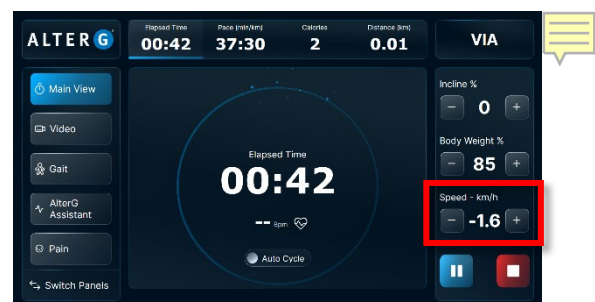 ALTER G
Elapsed Time
00:42
Pace (min/km)
37:30
Calories
2
Distance (km)
0.01
VIA
Main View
Video
Gait
AlterG
Assistant
Pain
Switch Panels
Elapsed Time
00:42
-- Bpm
Auto Cycle
Incline %
- 0 +
Body Weight %
- 85 +
Speed - km/h
- -1.6 +